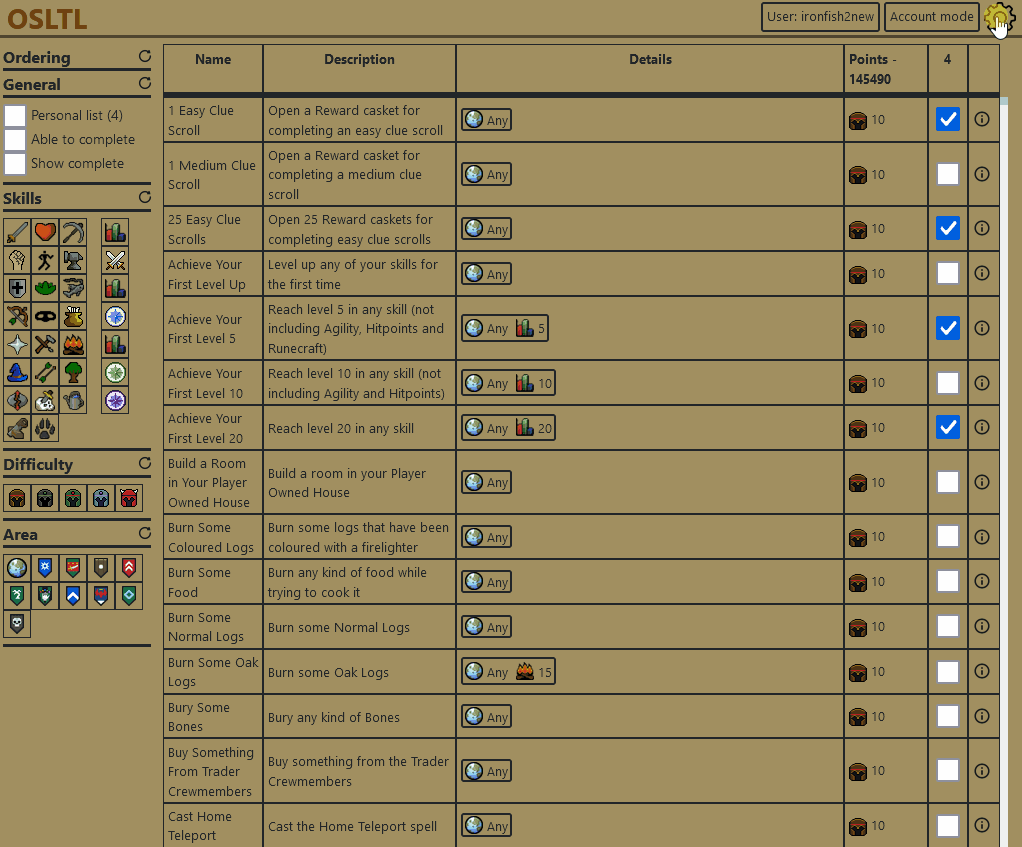 OSLTL
User: ironfish2new
Account mode
Ordering
General
Personal list (4)
Able to complete
Show complete
Skills
Difficulty
Area
Name
Description
Details
Points -
145490
4
1 Easy Clue
Scroll
Open a Reward casket for
completing an easy clue scroll
Any
10
1 Medium Clue
Scroll
Open a Reward casket for
completing a medium clue
scroll
Any
10
25 Easy Clue
Scrolls
Open 25 Reward caskets for
completing easy clue scrolls
Any
10
Achieve Your
First Level Up
Level up any of your skills for
the first time
Any
10
Achieve Your
First Level 5
Reach level 5 in any skill (not
including Agility, Hitpoints and
Runecraft)
Any 5
10
Achieve Your
First Level 10
Reach level 10 in any skill (not
including Agility and Hitpoints)
Any 10
10
Achieve Your
First Level 20
Reach level 20 in any skill
Any 20
10
Build a Room
in Your Player
Owned House
Build a room in your Player
Owned House
Any
10
Burn Some
Coloured Logs
Burn some logs that have been
coloured with a firelighter
Any
10
Burn Some
Food
Burn any kind of food while
trying to cook it
Any
10
Burn Some
Normal Logs
Burn some Normal Logs
Any
10
Burn Some Oak
Logs
Burn some Oak Logs
Any 15
10
Bury Some
Bones
Bury any kind of Bones
Any
10
Buy Something
From Trader
Crewmembers
Buy something from the Trader
Crewmembers
Any
10
Cast Home
Teleport
Cast the Home Teleport spell
Any
10